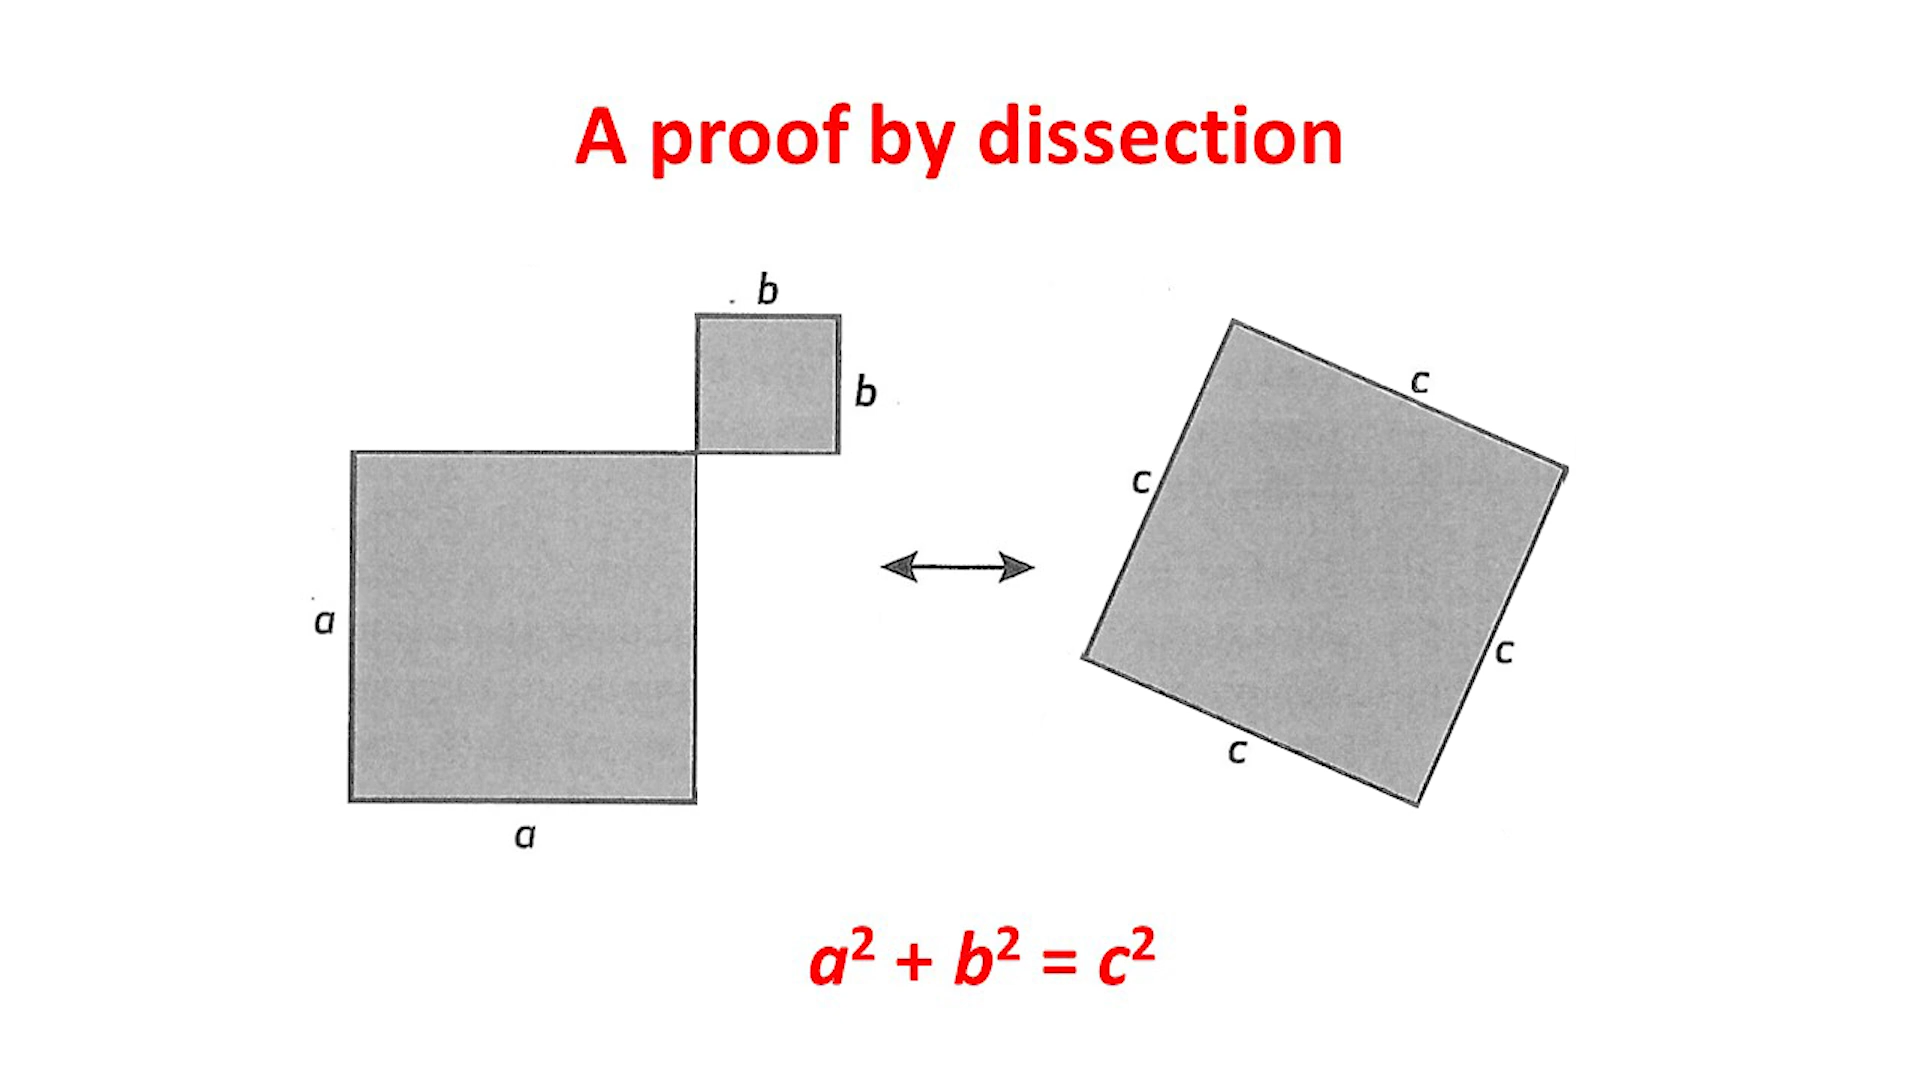 A proof by dissection
b
b
a
a
c
c
c
c
a² + b² = c²